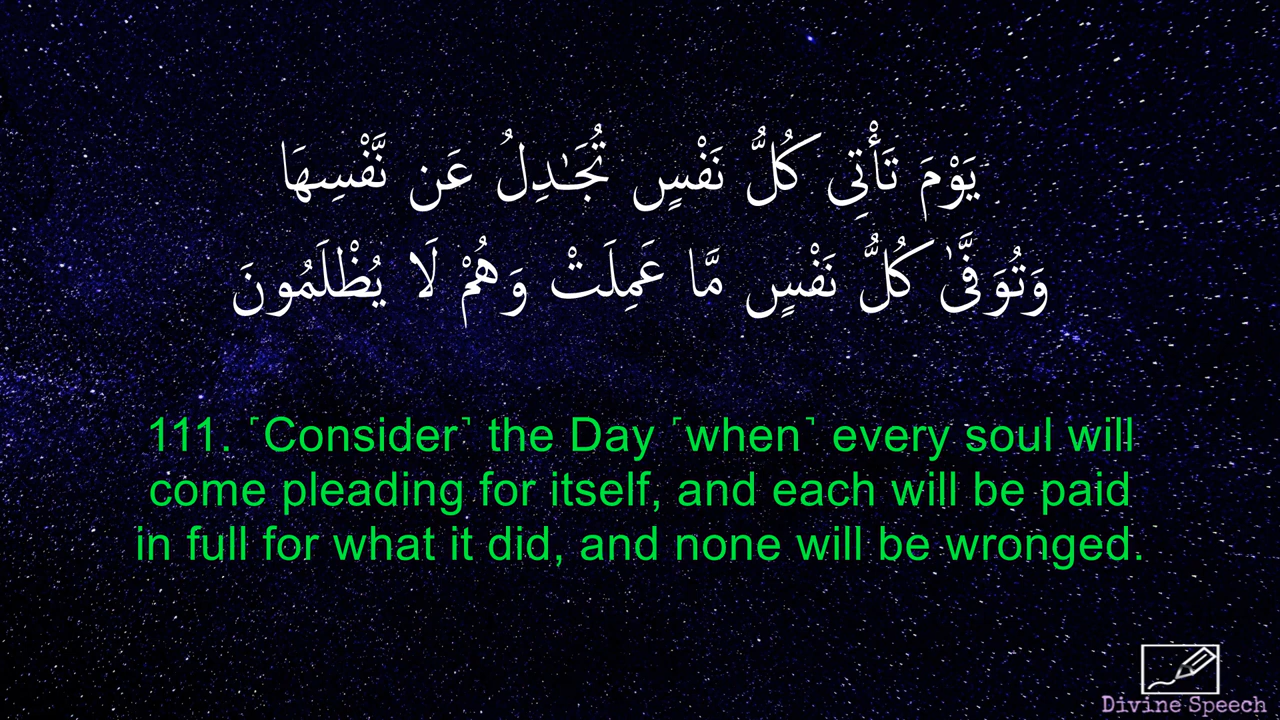 يَوْمَ تَأْتِى كُلُّ نَفْسٍ تُجَـٰدِلُ عَن نَّفْسِهَا
وَتُوَفَّىٰ كُلُّ نَفْسٍ مَّا عَمِلَتْ وَهُمْ لَا يُظْلَمُونَ
111. ˹Consider˺ the Day ˹when˺ every soul will
come pleading for itself, and each will be paid
in full for what it did, and none will be wronged.
Divine Speech